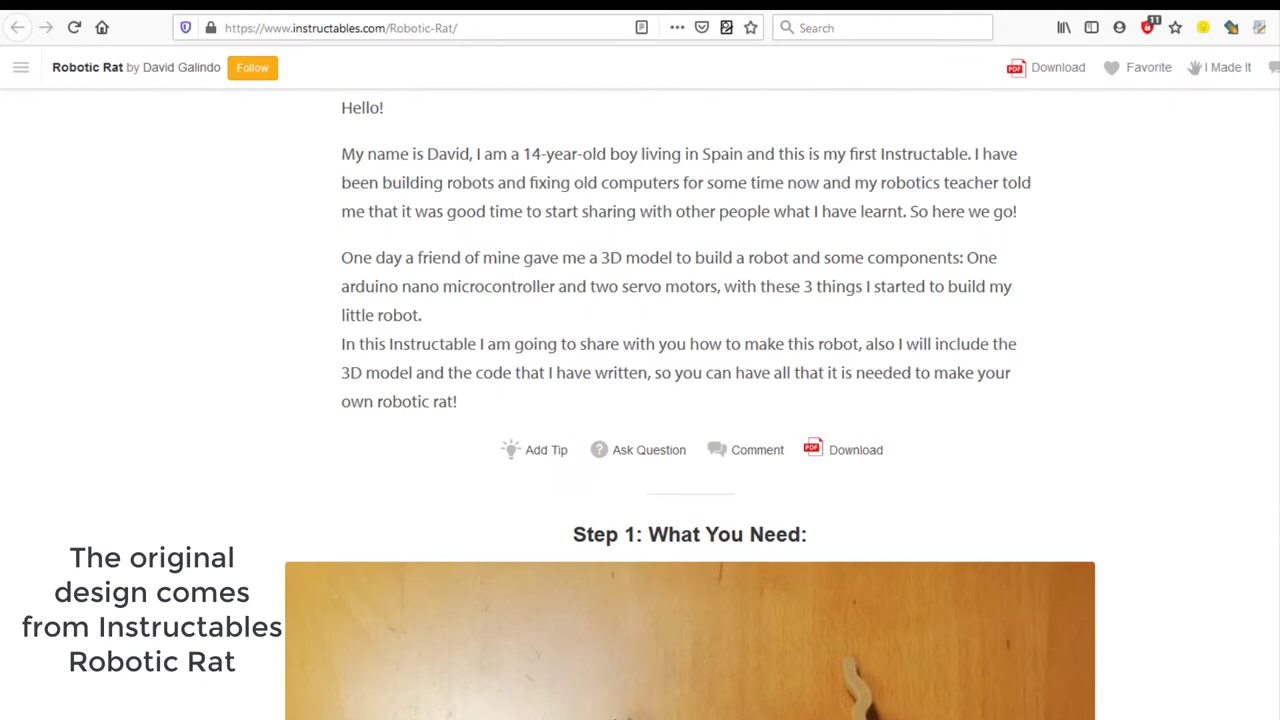 https://www.instructables.com/Robotic-Rat/
Search
11
Robotic Rat by David Galindo
Follow
PDF Download
Favorite
I Made It
Hello!
My name is David, I am a 14-year-old boy living in Spain and this is my first Instructable. I have
been building robots and fixing old computers for some time now and my robotics teacher told
me that it was good time to start sharing with other people what I have learnt. So here we go!
One day a friend of mine gave me a 3D model to build a robot and some components: One
arduino nano microcontroller and two servo motors, with these 3 things I started to build my
little robot.
In this Instructable I am going to share with you how to make this robot, also I will include the
3D model and the code that I have written, so you can have all that it is needed to make your
own robotic rat!
Add Tip
? Ask Question
Comment
PDF Download
Step 1: What You Need:
The original
design comes
from Instructables
Robotic Rat